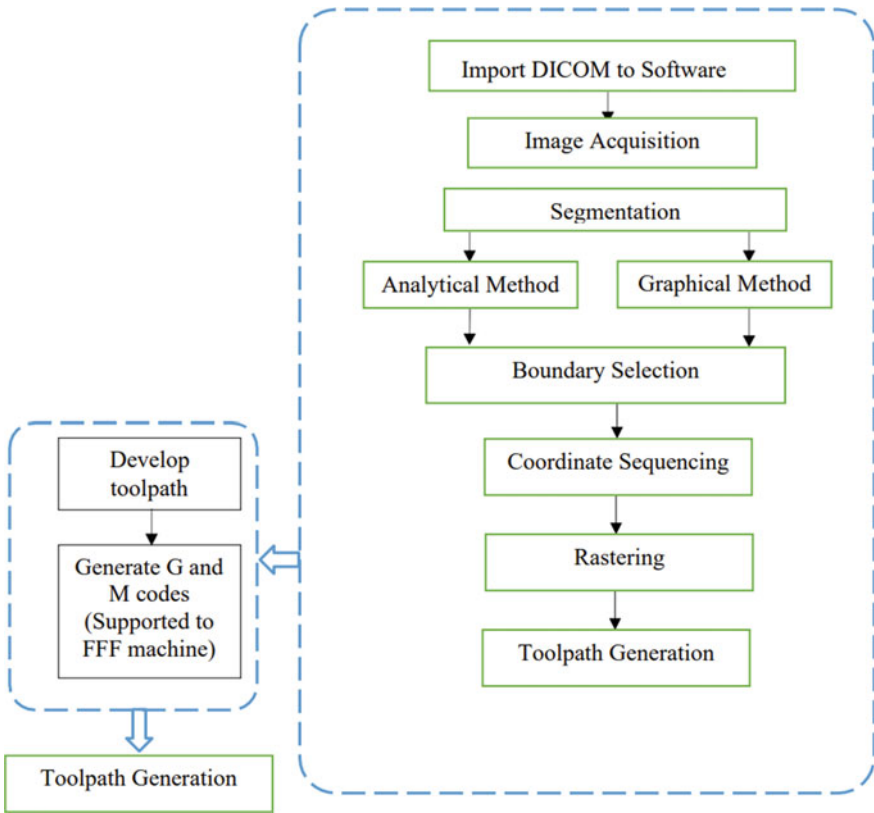 Import DICOM to Software
Image Acquisition
Segmentation
Analytical Method
Graphical Method
Boundary Selection
Coordinate Sequencing
Rastering
Toolpath Generation
Develop
toolpath
Generate G and
M codes
(Supported to
FFF machine)
Toolpath Generation